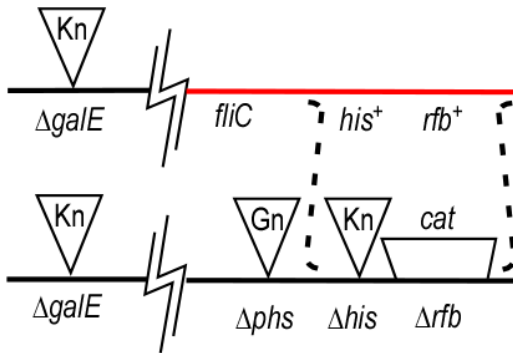 Kn
ΔgalE fliC his⁺ rfb⁺
Kn Gn Kn cat
ΔgalE Δphs Δhis Δrfb